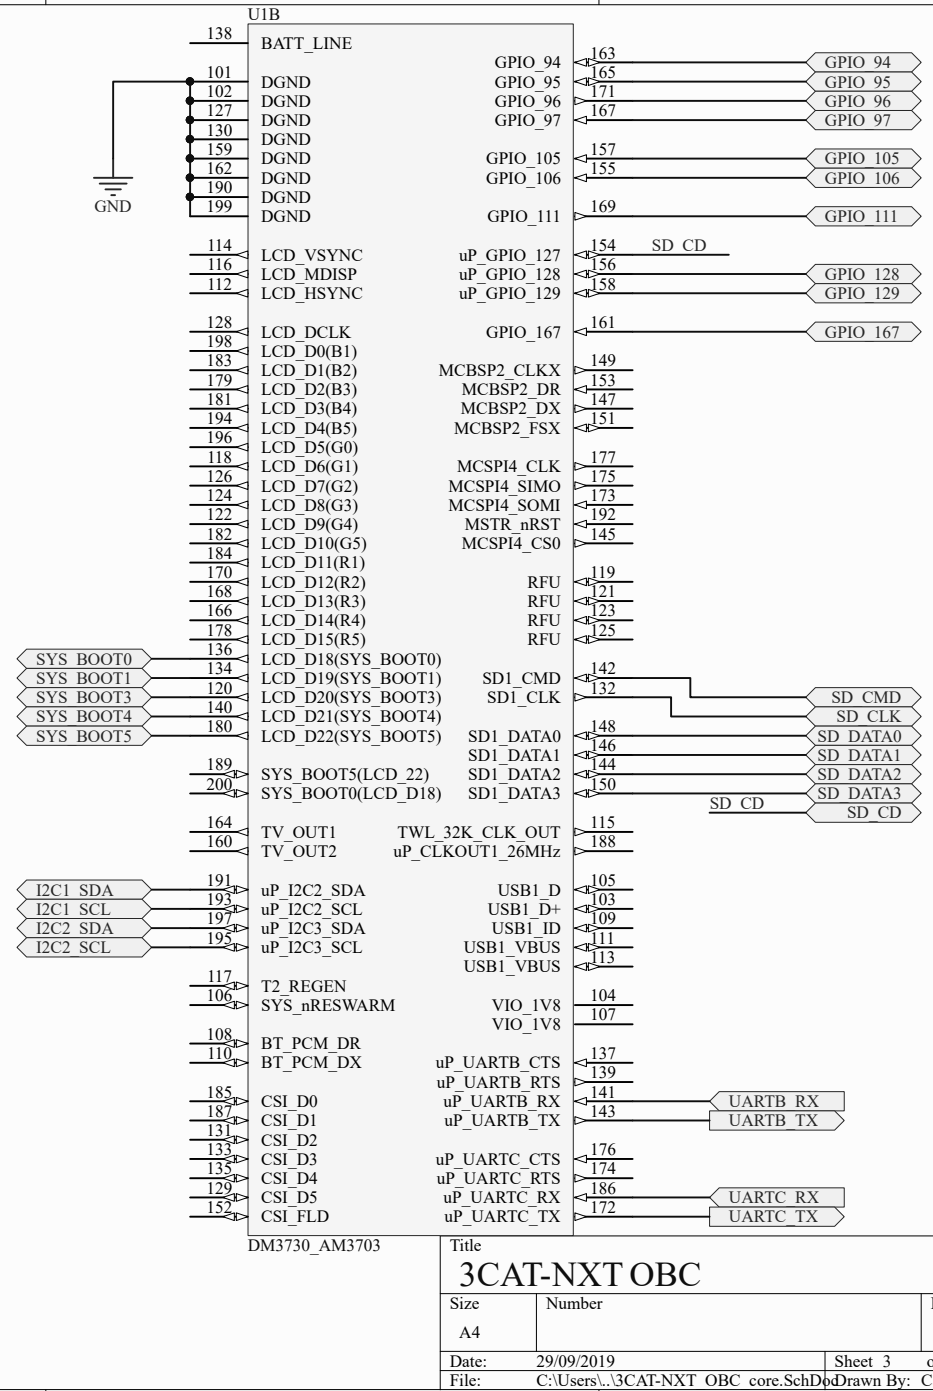 U1B
138 BATT_LINE
GPIO_94 163 GPIO_94
101 DGND GPIO_95 165 GPIO_95
102 DGND GPIO_96 171 GPIO_96
127 DGND GPIO_97 167 GPIO_97
130 DGND
159 DGND GPIO_105 157 GPIO_105
162 DGND GPIO_106 155 GPIO_106
190 DGND
199 DGND GPIO_111 169 GPIO_111
GND
114 LCD_VSYNC uP_GPIO_127 154 SD_CD
116 LCD_MDISP uP_GPIO_128 156 GPIO_128
112 LCD_HSYNC uP_GPIO_129 158 GPIO_129
128 LCD_DCLK GPIO_167 161 GPIO_167
198 LCD_D0(B1)
183 LCD_D1(B2) MCBSP2_CLKX 149
179 LCD_D2(B3) MCBSP2_DR 153
181 LCD_D3(B4) MCBSP2_DX 147
194 LCD_D4(B5) MCBSP2_FSX 151
196 LCD_D5(G0)
118 LCD_D6(G1) MCSPI4_CLK 177
126 LCD_D7(G2) MCSPI4_SIMO 175
124 LCD_D8(G3) MCSPI4_SOMI 173
122 LCD_D9(G4) MSTR_nRST 192
182 LCD_D10(G5) MCSPI4_CS0 145
184 LCD_D11(R1)
170 LCD_D12(R2) RFU 119
168 LCD_D13(R3) RFU 121
166 LCD_D14(R4) RFU 123
178 LCD_D15(R5) RFU 125
SYS_BOOT0 136 LCD_D18(SYS_BOOT0)
SYS_BOOT1 134 LCD_D19(SYS_BOOT1) SD1_CMD 142
SYS_BOOT3 120 LCD_D20(SYS_BOOT3) SD1_CLK 132 SD_CMD
SYS_BOOT4 140 LCD_D21(SYS_BOOT4) SD_CLK
SYS_BOOT5 180 LCD_D22(SYS_BOOT5) SD1_DATA0 148 SD_DATA0
SD1_DATA1 146 SD_DATA1
189 SYS_BOOT5(LCD_22) SD1_DATA2 144 SD_DATA2
200 SYS_BOOT0(LCD_D18) SD1_DATA3 150 SD_DATA3
SD_CD SD_CD
164 TV_OUT1 TWL_32K_CLK_OUT 115
160 TV_OUT2 uP_CLKOUT1_26MHz 188
I2C1_SDA 191 uP_I2C2_SDA USB1_D 105
I2C1_SCL 193 uP_I2C2_SCL USB1_D+ 103
I2C2_SDA 197 uP_I2C3_SDA USB1_ID 109
I2C2_SCL 195 uP_I2C3_SCL USB1_VBUS 111
USB1_VBUS 113
117 T2_REGEN
106 SYS_nRESWARM VIO_1V8 104
VIO_1V8 107
108 BT_PCM_DR
110 BT_PCM_DX uP_UARTB_CTS 137
uP_UARTB_RTS 139
185 CSI_D0 uP_UARTB_RX 141 UARTB_RX
187 CSI_D1 uP_UARTB_TX 143 UARTB_TX
131 CSI_D2
133 CSI_D3 uP_UARTC_CTS 176
135 CSI_D4 uP_UARTC_RTS 174
129 CSI_D5 uP_UARTC_RX 186 UARTC_RX
152 CSI_FLD uP_UARTC_TX 172 UARTC_TX
DM3730_AM3703
Title
3CAT-NXT OBC
Size Number
A4
Date: 29/09/2019 Sheet 3
File: C:\Users\..\3CAT-NXT_OBC_core.SchDoc Drawn By: